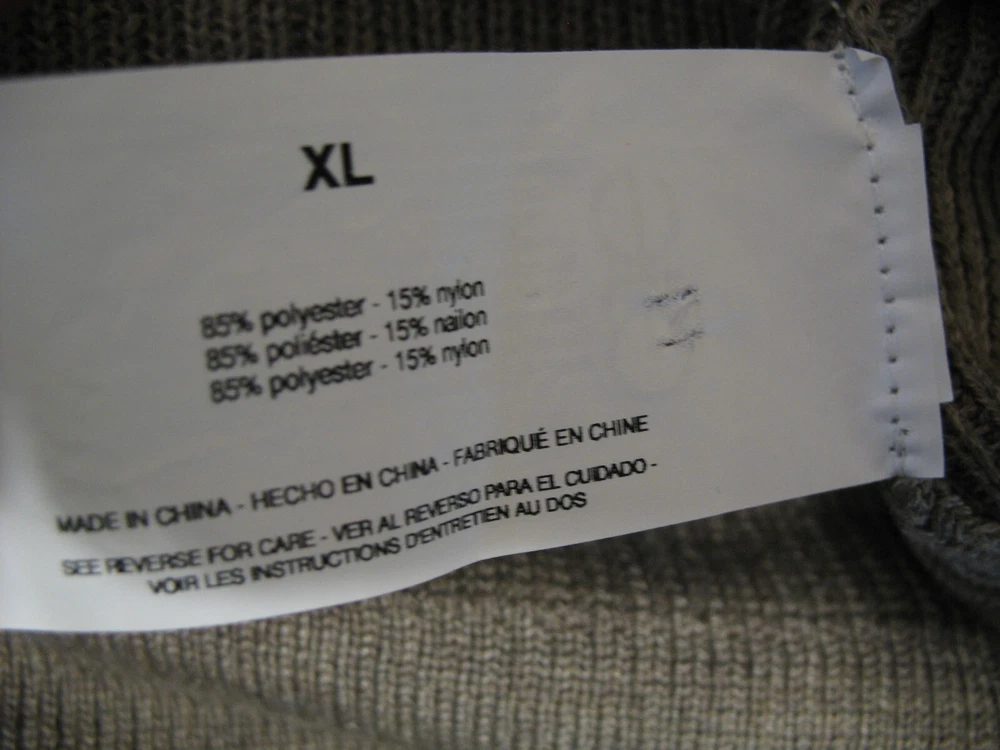 XL
85% polyester - 15% nylon
85% poliéster - 15% nailon
85% polyester - 15% nylon
MADE IN CHINA - HECHO EN CHINA - FABRIQUÉ EN CHINE
SEE REVERSE FOR CARE - VER AL REVERSO PARA EL CUIDADO -
VOIR LES INSTRUCTIONS D'ENTRETIEN AU DOS